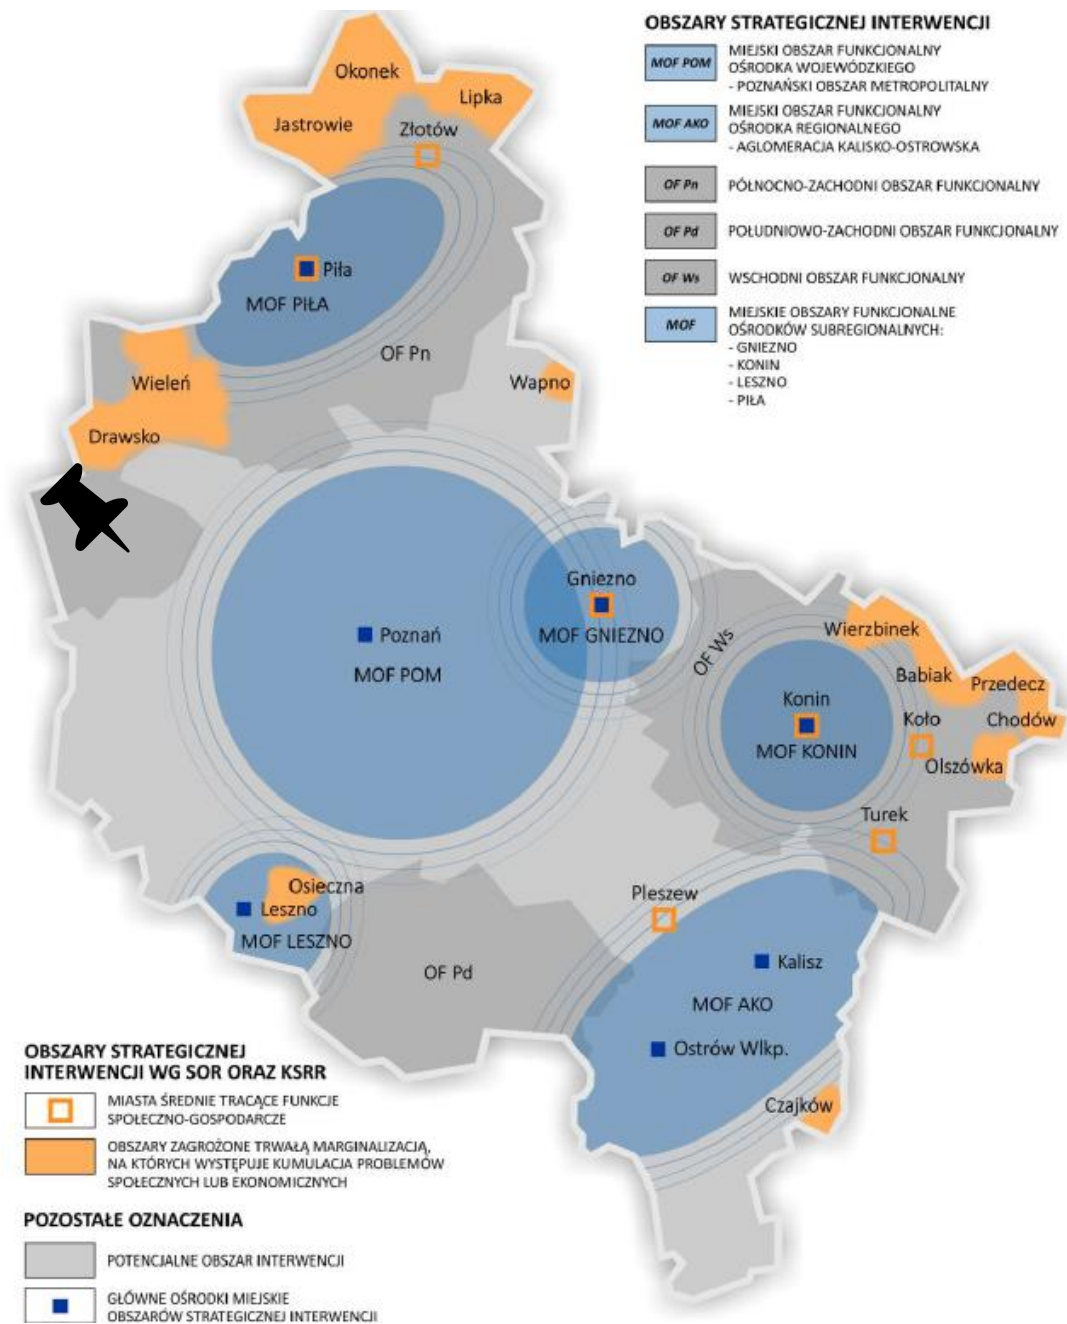 OBSZARY STRATEGICZNEJ INTERWENCJI
MOF POM
MIEJSKI OBSZAR FUNKCJONALNY
OŚRODKA WOJEWÓDZKIEGO
- POZNAŃSKI OBSZAR METROPOLITALNY
MOF AKO
MIEJSKI OBSZAR FUNKCJONALNY
OŚRODKA REGIONALNEGO
- AGLOMERACJA KALISKO-OSTROWSKA
OF Pn
PÓŁNOCNO-ZACHODNI OBSZAR FUNKCJONALNY
OF Pd
POŁUDNIOWO-ZACHODNI OBSZAR FUNKCJONALNY
OF Ws
WSCHODNI OBSZAR FUNKCJONALNY
MOF
MIEJSKIE OBSZARY FUNKCJONALNE
OŚRODKÓW SUBREGIONALNYCH:
- GNIEZNO
- KONIN
- LESZNO
- PIŁA
Okonek
Lipka
Jastrowie
Złotów
Piła
MOF PIŁA
OF Pn
Wapno
Wieleń
Drawsko
Gniezno
MOF GNIEZNO
Poznań
MOF POM
OF Ws
Wierzbinek
Babiak
Przedecz
Konin
Koło
Chodów
MOF KONIN
Olszówka
Turek
Osieczna
Leszno
MOF LESZNO
Pleszew
Kalisz
OF Pd
MOF AKO
Ostrów Wlkp.
Czajków
OBSZARY STRATEGICZNEJ
INTERWENCJI WG SOR ORAZ KSRR
MIASTA ŚREDNIE TRACĄCE FUNKCJE
SPOŁECZNO-GOSPODARCZE
OBSZARY ZAGROŻONE TRWAŁĄ MARGINALIZACJĄ,
NA KTÓRYCH WYSTĘPUJE KUMULACJA PROBLEMÓW
SPOŁECZNYCH LUB EKONOMICZNYCH
POZOSTAŁE OZNACZENIA
POTENCJALNE OBSZAR INTERWENCJI
GŁÓWNE OŚRODKI MIEJSKIE
OBSZARÓW STRATEGICZNEJ INTERWENCJI